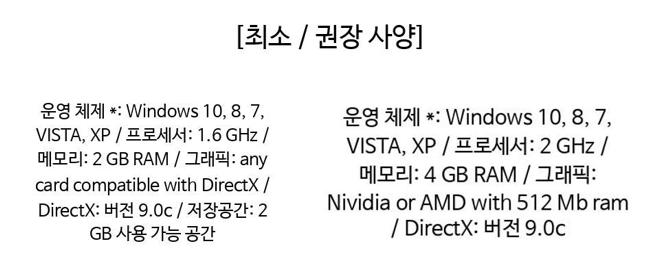 [최소 / 권장 사양]
운영 체제 *: Windows 10, 8, 7,
VISTA, XP / 프로세서: 1.6 GHz /
메모리: 2 GB RAM / 그래픽: any
card compatible with DirectX /
DirectX: 버전 9.0c / 저장공간: 2
GB 사용 가능 공간
운영 체제 *: Windows 10, 8, 7,
VISTA, XP / 프로세서: 2 GHz /
메모리: 4 GB RAM / 그래픽:
Nividia or AMD with 512 Mb ram
/ DirectX: 버전 9.0c